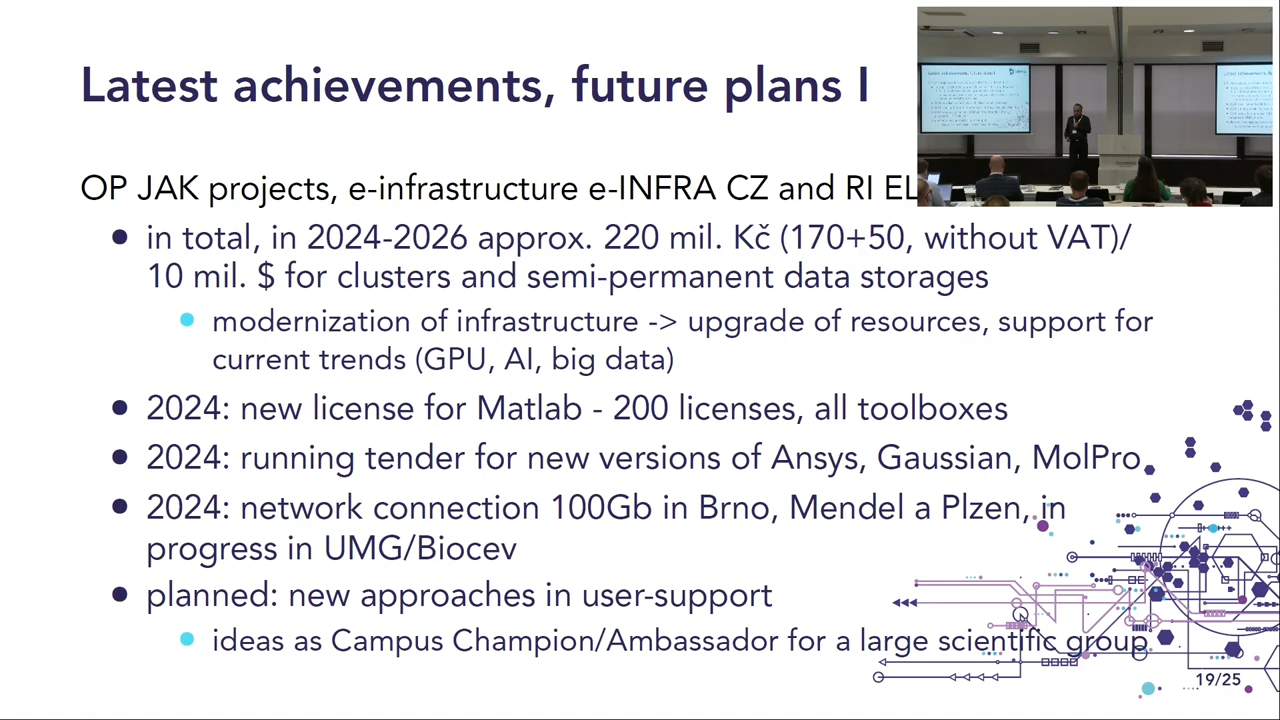 Latest achievements, future plans I
OP JAK projects, e-infrastructure e-INFRA CZ and RI
in total, in 2024-2026 approx. 220 mil. Kč (170+50, without VAT)/
10 mil. $ for clusters and semi-permanent data storages
modernization of infrastructure -> upgrade of resources, support for
current trends (GPU, AI, big data)
2024: new license for Matlab - 200 licenses, all toolboxes
2024: running tender for new versions of Ansys, Gaussian, MolPro
2024: network connection 100Gb in Brno, Mendel a Plzen, in
progress in UMG/Biocev
planned: new approaches in user-support
ideas as Campus Champion/Ambassador for a large scientific group
19/25